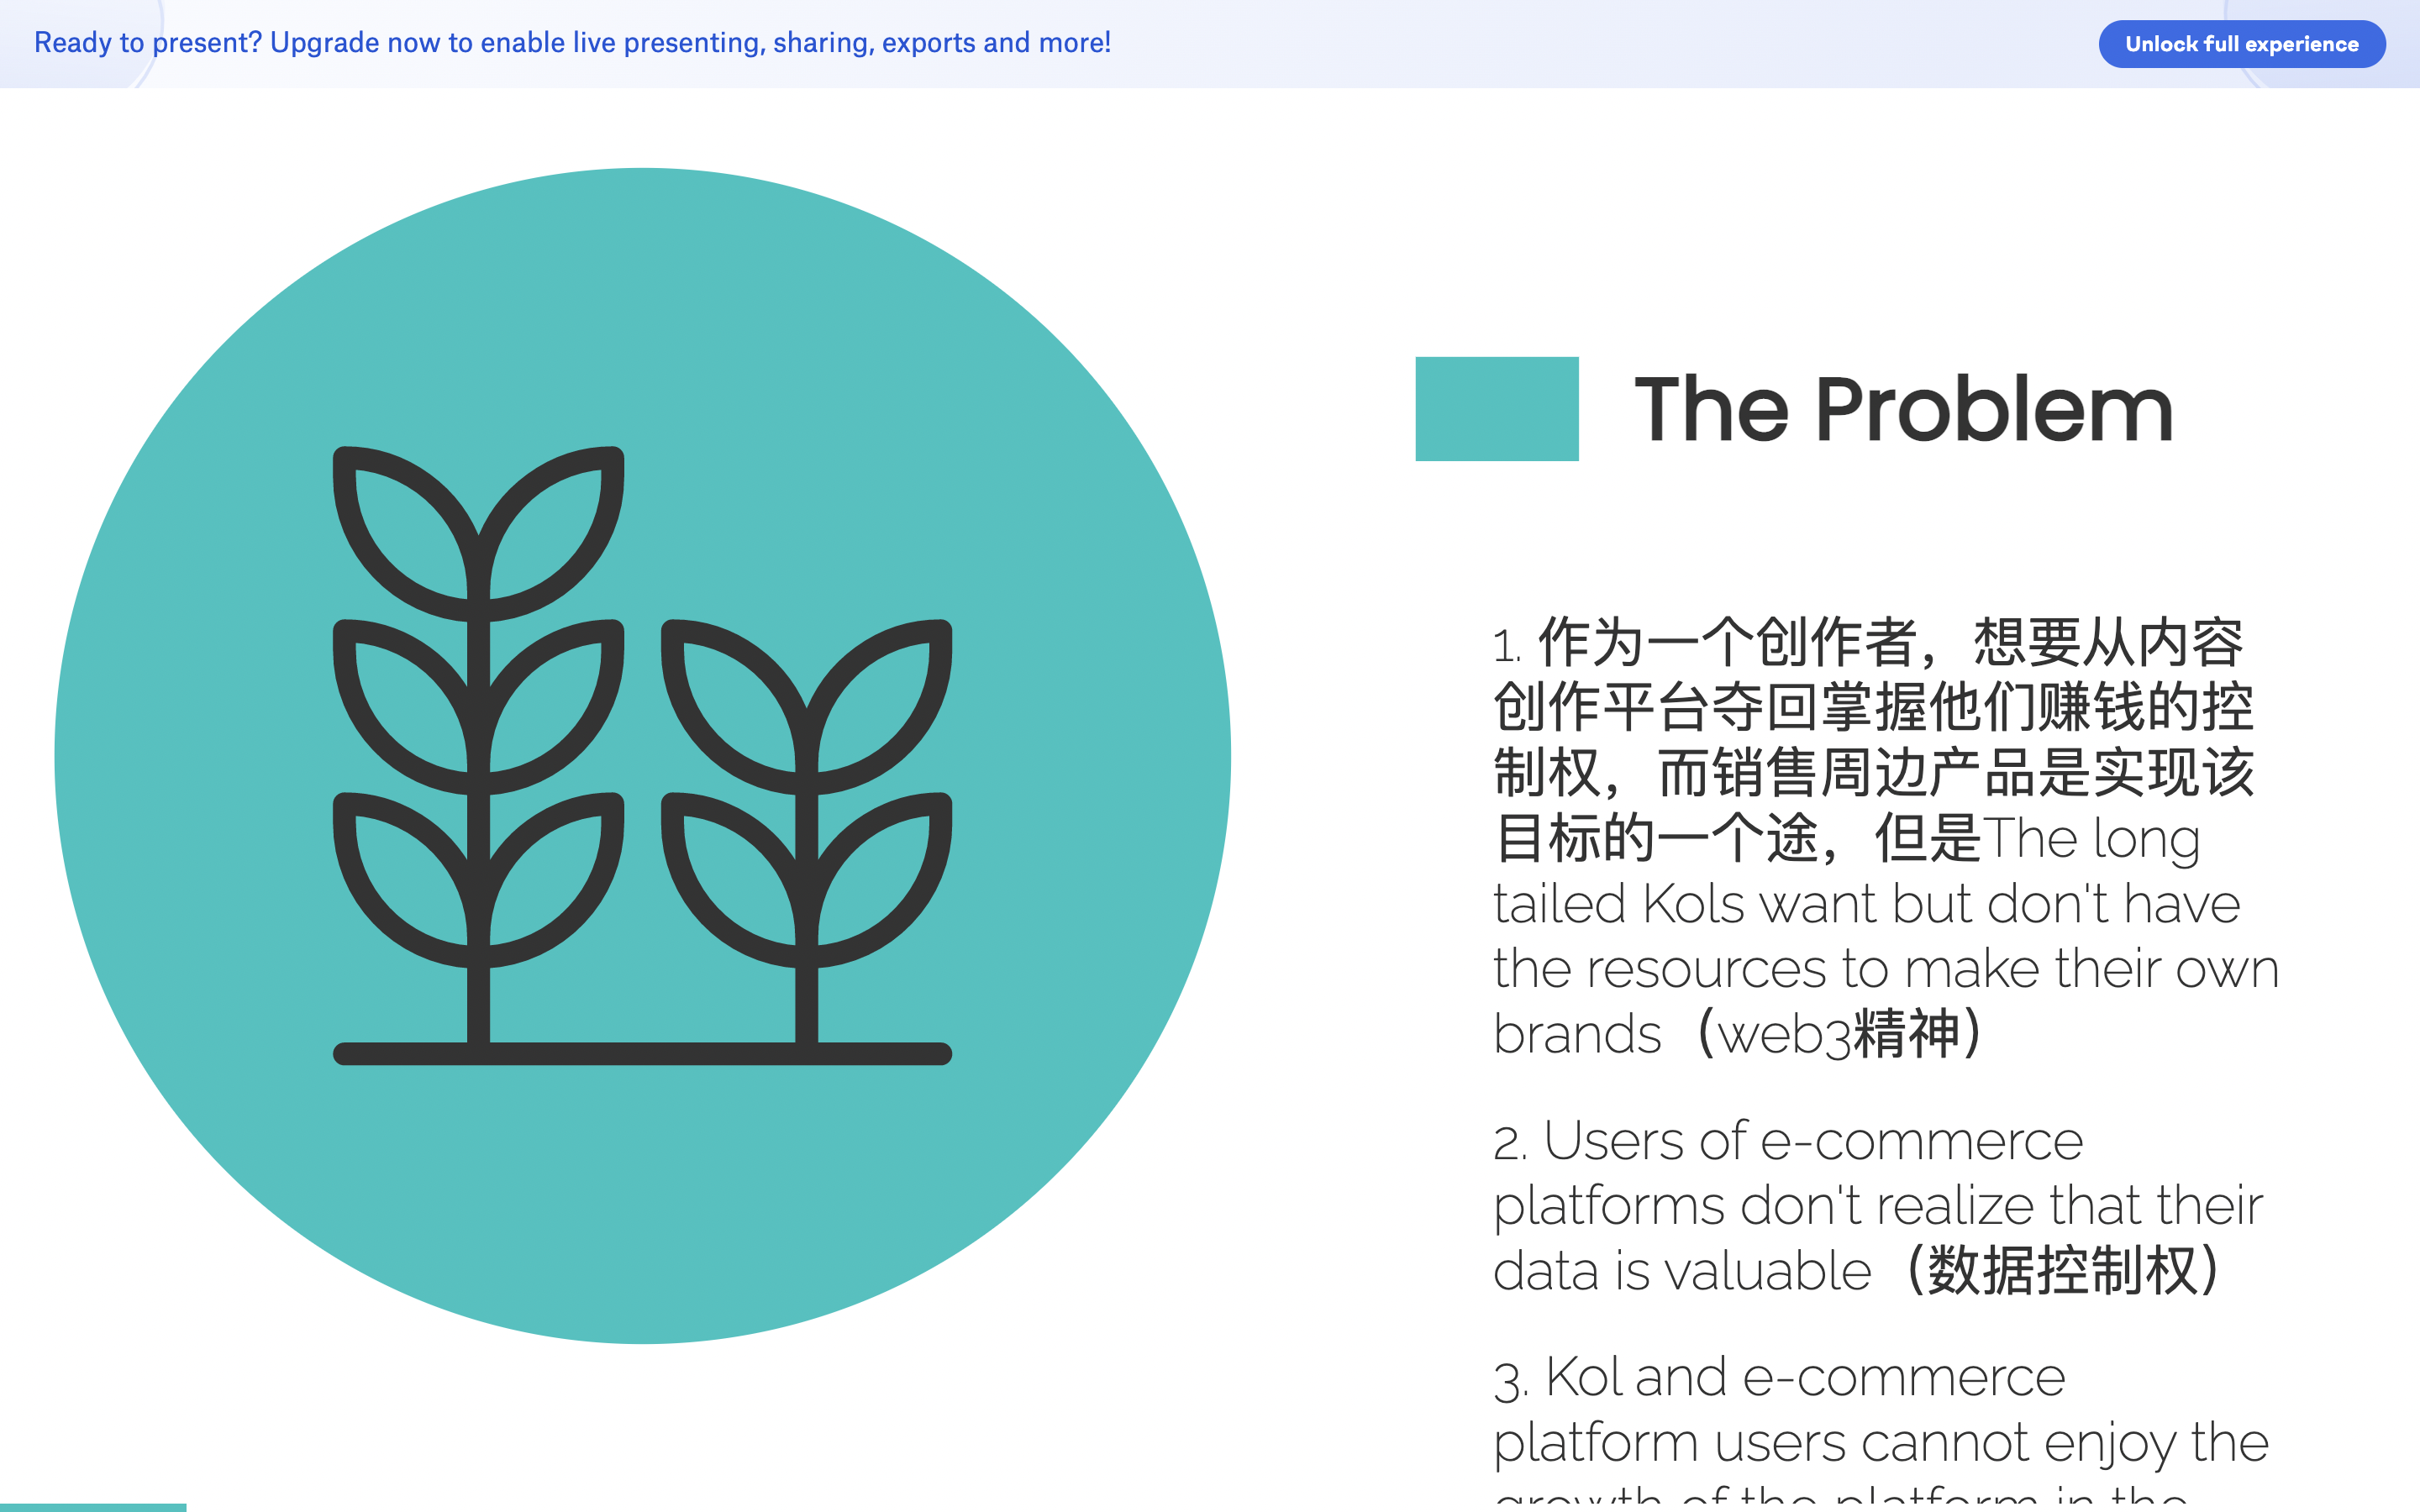 Ready to present? Upgrade now to enable live presenting, sharing, exports and more!
Unlock full experience
The Problem
1. 作为一个创作者，想要从内容
创作平台夺回掌握他们赚钱的控
制权，而销售周边产品是实现该
目标的一个途，但是The long
tailed Kols want but don't have
the resources to make their own
brands（web3精神）
2. Users of e-commerce
platforms don't realize that their
data is valuable（数据控制权）
3. Kol and e-commerce
platform users cannot enjoy the
growth of the platform in the